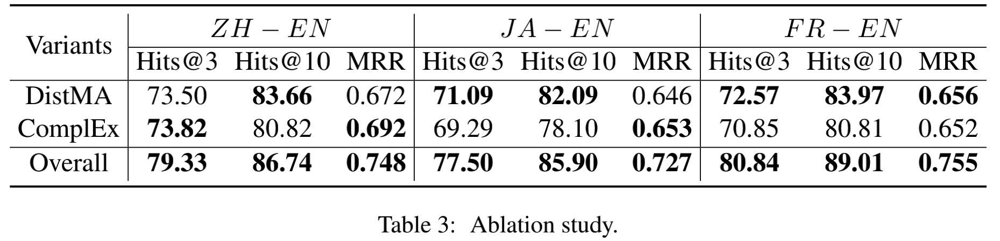 Variants ZH − EN JA − EN FR − EN
Hits@3 Hits@10 MRR Hits@3 Hits@10 MRR Hits@3 Hits@10 MRR
DistMA 73.50 83.66 0.672 71.09 82.09 0.646 72.57 83.97 0.656
ComplEx 73.82 80.82 0.692 69.29 78.10 0.653 70.85 80.81 0.652
Overall 79.33 86.74 0.748 77.50 85.90 0.727 80.84 89.01 0.755
Table 3: Ablation study.